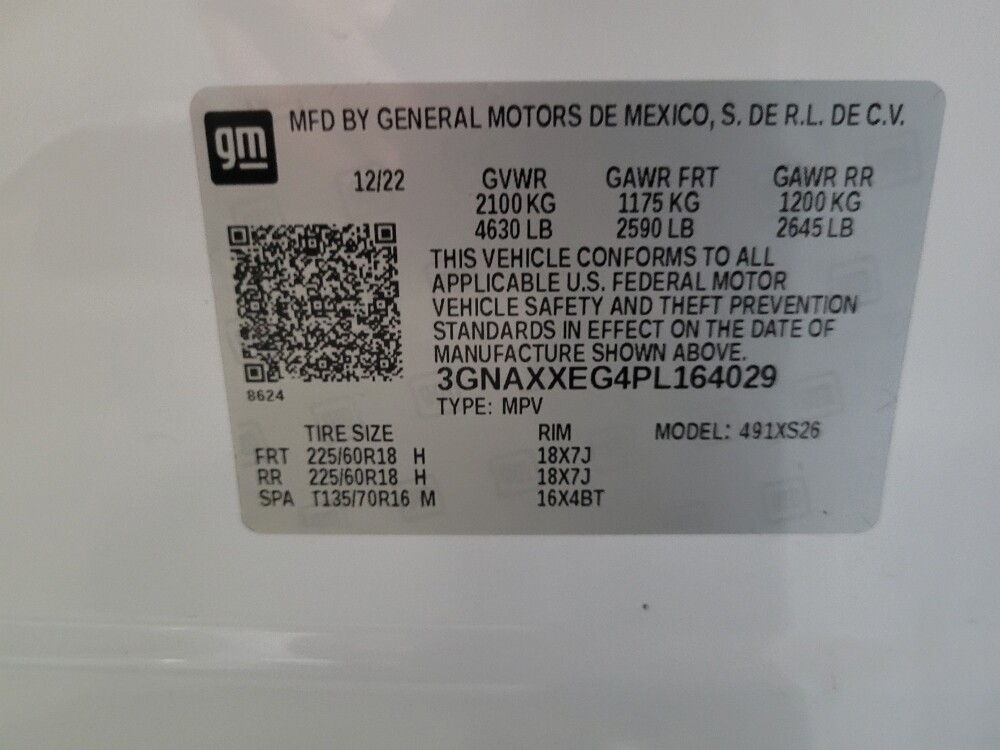 gm MFD BY GENERAL MOTORS DE MEXICO, S. DE R.L. DE C.V.
12/22 GVWR GAWR FRT GAWR RR
2100 KG 1175 KG 1200 KG
4630 LB 2590 LB 2645 LB
THIS VEHICLE CONFORMS TO ALL
APPLICABLE U.S. FEDERAL MOTOR
VEHICLE SAFETY AND THEFT PREVENTION
STANDARDS IN EFFECT ON THE DATE OF
MANUFACTURE SHOWN ABOVE.
3GNAXXEG4PL164029
8624
TYPE: MPV
TIRE SIZE RIM MODEL: 491XS26
FRT 225/60R18 H 18X7J
RR 225/60R18 H 18X7J
SPA T135/70R16 M 16X4BT